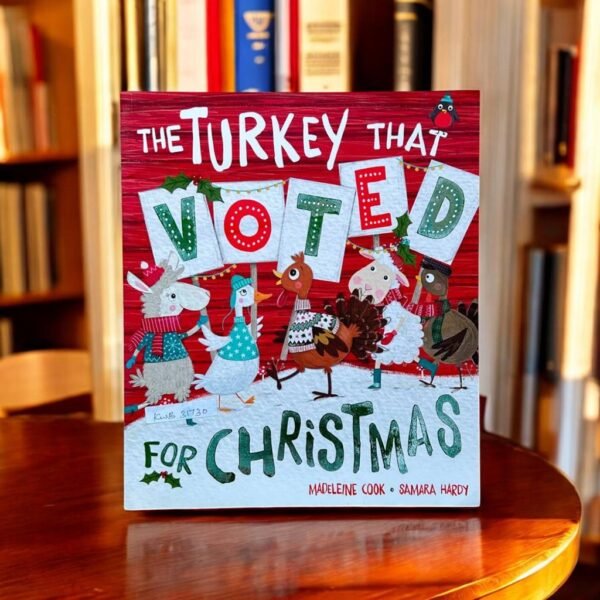 THE TURKEY THAT
VOTED
FOR CHRISTMAS
MADELEINE COOK • SAMARA HARDY